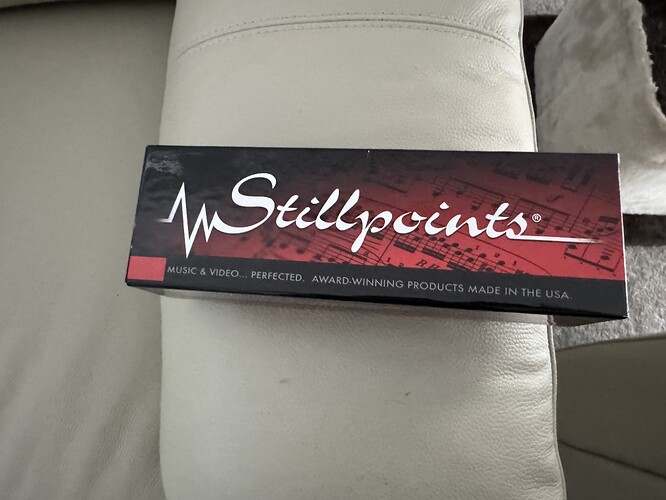 Stillpoints®
MUSIC & VIDEO... PERFECTED. AWARD-WINNING PRODUCTS MADE IN THE USA.